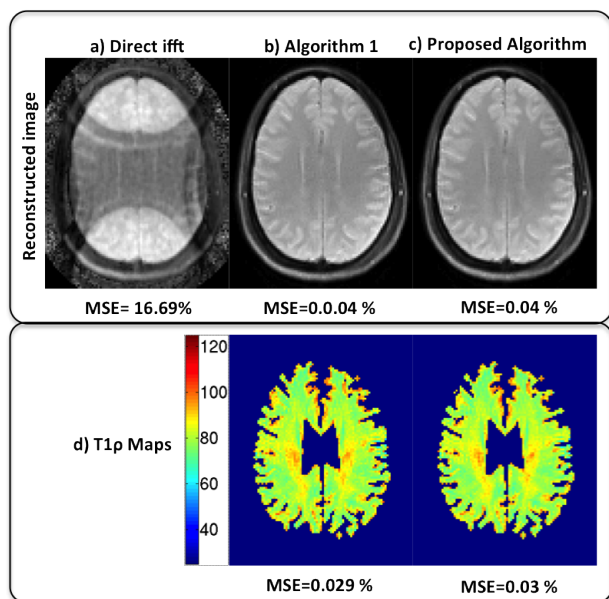 a) Direct ifft
b) Algorithm 1
c) Proposed Algorithm
Reconstructed image
MSE= 16.69%
MSE=0.0.04 %
MSE=0.04 %
d) T1ρ Maps
120
100
80
60
40
MSE=0.029 %
MSE=0.03 %